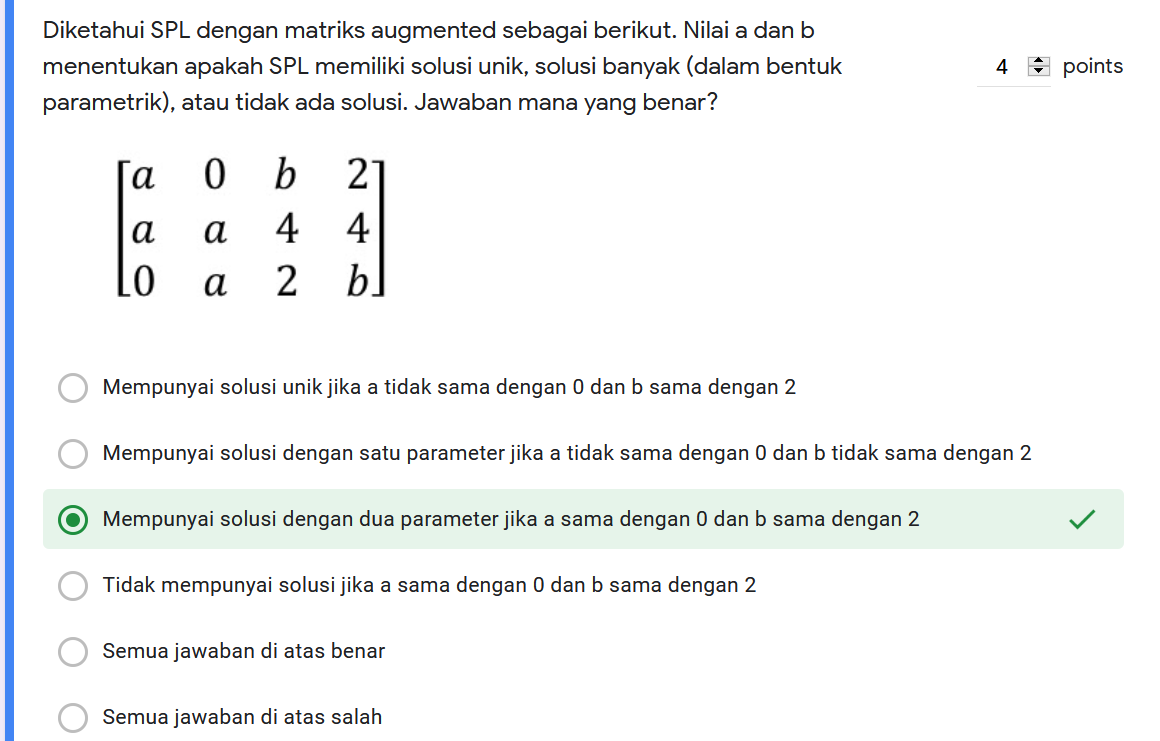 Diketahui SPL dengan matriks augmented sebagai berikut. Nilai a dan b
menentukan apakah SPL memiliki solusi unik, solusi banyak (dalam bentuk
parametrik), atau tidak ada solusi. Jawaban mana yang benar?
4 points
a 0 b 2
a a 4 4
0 a 2 b
Mempunyai solusi unik jika a tidak sama dengan 0 dan b sama dengan 2
Mempunyai solusi dengan satu parameter jika a tidak sama dengan 0 dan b tidak sama dengan 2
Mempunyai solusi dengan dua parameter jika a sama dengan 0 dan b sama dengan 2
Tidak mempunyai solusi jika a sama dengan 0 dan b sama dengan 2
Semua jawaban di atas benar
Semua jawaban di atas salah